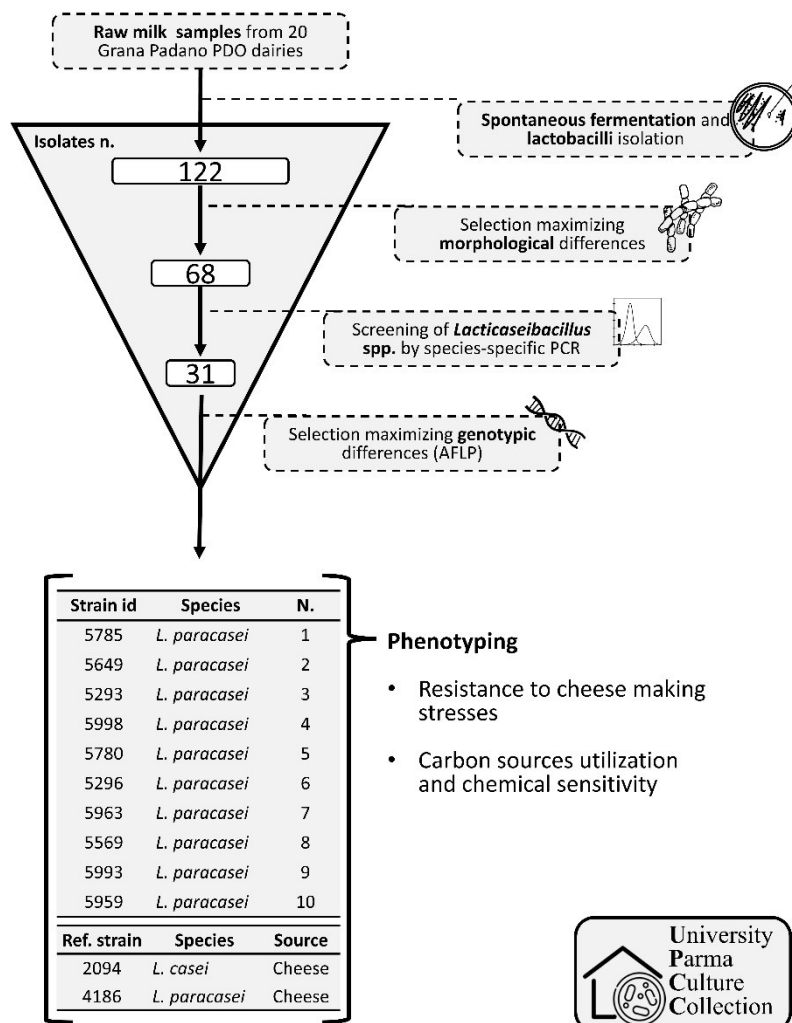 Raw milk samples from 20
Grana Padano PDO dairies
Spontaneous fermentation and
lactobacilli isolation
Isolates n.
122
Selection maximizing
morphological differences
68
Screening of Lacticaseibacillus
spp. by species-specific PCR
31
Selection maximizing genotypic
differences (AFLP)
Strain id Species N.
5785 L. paracasei 1
5649 L. paracasei 2
5293 L. paracasei 3
5998 L. paracasei 4
5780 L. paracasei 5
5296 L. paracasei 6
5963 L. paracasei 7
5569 L. paracasei 8
5993 L. paracasei 9
5959 L. paracasei 10
Ref. strain Species Source
2094 L. casei Cheese
4186 L. paracasei Cheese
Phenotyping
• Resistance to cheese making
stresses
• Carbon sources utilization
and chemical sensitivity
University
Parma
Culture
Collection